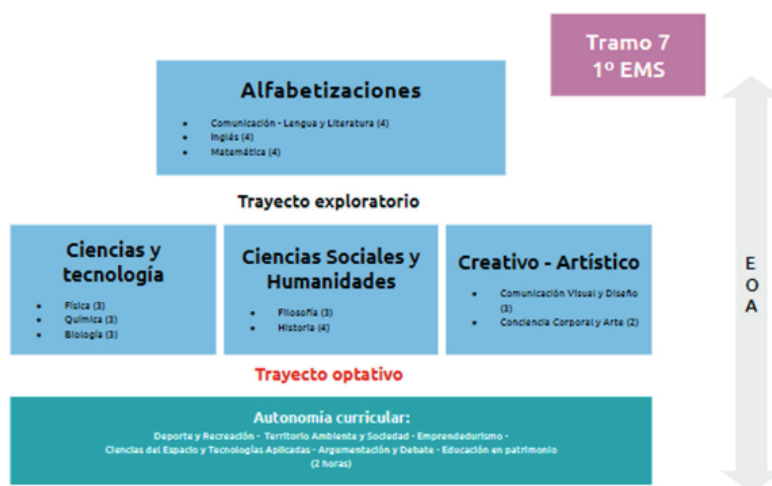 Tramo 7
1º EMS
Alfabetizaciones
• Comunicación - Lengua y Literatura (4)
• Inglés (4)
• Matemática (4)
Trayecto exploratorio
Ciencias y
tecnología
• Física (3)
• Química (3)
• Biología (3)
Ciencias Sociales y
Humanidades
• Filosofía (3)
• Historia (4)
Creativo - Artístico
• Comunicación Visual y Diseño
(3)
• Conciencia Corporal y Arte (2)
E
O
A
Trayecto optativo
Autonomía curricular:
Deporte y Recreación - Territorio Ambiente y Sociedad - Emprendedurismo -
Ciencias del Espacio y Tecnologías Aplicadas - Argumentación y Debate - Educación en patrimonio
(2 horas)